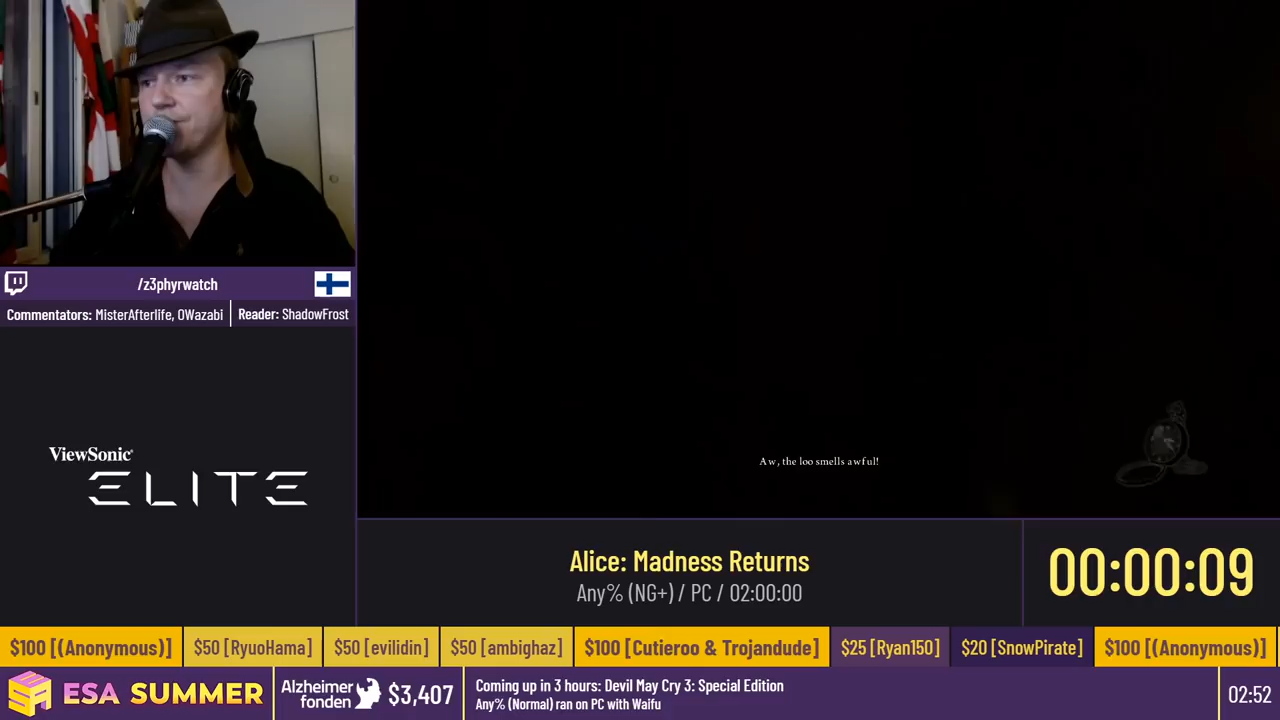 /z3phyrwatch
Commentators: MisterAfterlife, OWazabi
Reader: ShadowFrost
ViewSonic
ELITE
Aw, the loo smells awful!
Alice: Madness Returns
Any% (NG+) / PC / 02:00:00
00:00:09
$100 [(Anonymous)]
$50 [RyuoHama]
$50 [evilidin]
$50 [ambighaz]
$100 [Cutieroo & Trojandude]
$25 [Ryan150]
$20 [SnowPirate]
$100 [(Anonymous)]
ESA SUMMER
Alzheimer
fonden
$3,407
Coming up in 3 hours: Devil May Cry 3: Special Edition
Any% (Normal) ran on PC with Waifu
02:52